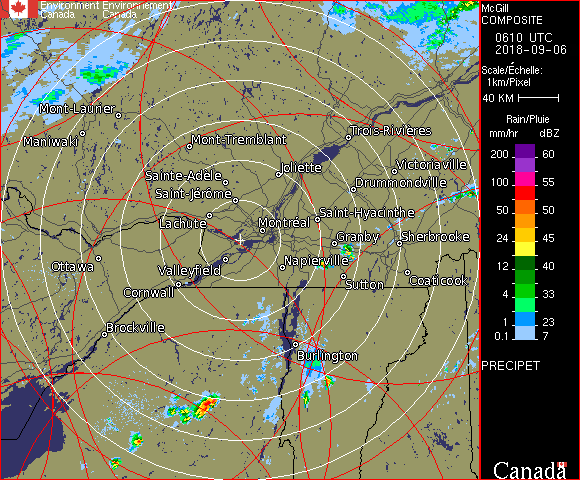 Environment Environnement
Canada Canada
McGill
COMPOSITE
0610 UTC
2018-09-06
Scale/Échelle:
1km/Pixel
40 KM
Rain/Pluie
mm/hr dBZ
200 60
150 57
100 55
50 50
24 45
12 40
4 33
1 23
0.1 7
PRECIPET
Canada
Mont-Laurier
Maniwaki
Mont-Tremblant
Trois-Rivières
Sainte-Adèle
Joliette
Victoriaville
Saint-Jérôme
Drummondville
Lachute
Montréal
Saint-Hyacinthe
Granby
Sherbrooke
Ottawa
Valleyfield
Napierville
Cornwall
Sutton
Coaticook
Brockville
Burlington